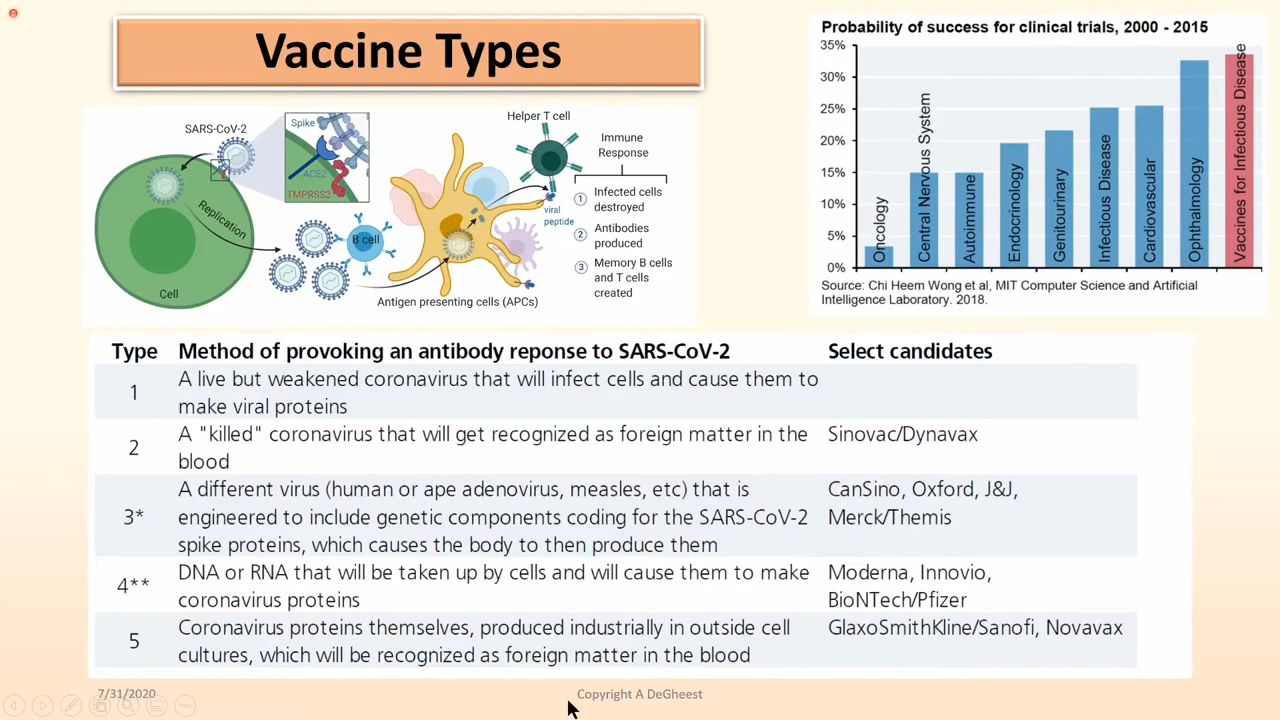 Vaccine Types
SARS-CoV-2
Spike
ACE2
TMPRSS2
Replication
Cell
B cell
Antigen presenting cells (APCs)
Helper T cell
viral
peptide
Immune
Response
1 Infected cells
destroyed
2 Antibodies
produced
3 Memory B cells
and T cells
created
Probability of success for clinical trials, 2000 - 2015
35%
30%
25%
20%
15%
10%
5%
0%
Oncology
Central Nervous System
Autoimmune
Endocrinology
Genitourinary
Infectious Disease
Cardiovascular
Ophthalmology
Vaccines for Infectious Disease
Source: Chi Heem Wong et al, MIT Computer Science and Artificial
Intelligence Laboratory. 2018.
Type Method of provoking an antibody reponse to SARS-CoV-2 Select candidates
1 A live but weakened coronavirus that will infect cells and cause them to
make viral proteins
2 A "killed" coronavirus that will get recognized as foreign matter in the Sinovac/Dynavax
blood
3* A different virus (human or ape adenovirus, measles, etc) that is CanSino, Oxford, J&J,
engineered to include genetic components coding for the SARS-CoV-2 Merck/Themis
spike proteins, which causes the body to then produce them
4** DNA or RNA that will be taken up by cells and will cause them to make Moderna, Innovio,
coronavirus proteins BioNTech/Pfizer
5 Coronavirus proteins themselves, produced industrially in outside cell GlaxoSmithKline/Sanofi, Novavax
cultures, which will be recognized as foreign matter in the blood
7/31/2020
Copyright A DeGheest